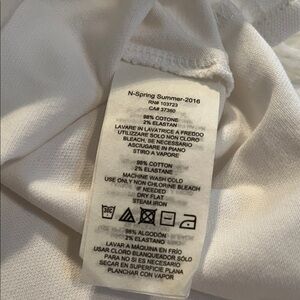 N-Spring Summer-2016
RN# 103723
CA# 37360
98% COTONE
2% ELASTAN
LAVARE IN LAVATRICE A FREDDO
UTILIZZARE SOLO NON CLORO
BLEACH, SE NECESSARIO
ASCIUGARE IN PIANO
STIRO A VAPORE
98% COTTON
2% ELASTANE
MACHINE WASH COLD
USE ONLY NON CHLORINE BLEACH
IF NEEDED
DRY FLAT
STEAM IRON
98% ALGODÓN
2% ELASTANO
LAVAR A MÁQUINA EN FRÍO
USAR CLORO BLANQUEADOR SÓLO
PARA NO SI ES NECESARIO
SECAR EN SUPERFICIE PLANA
PLANCHAR CON VAPOR